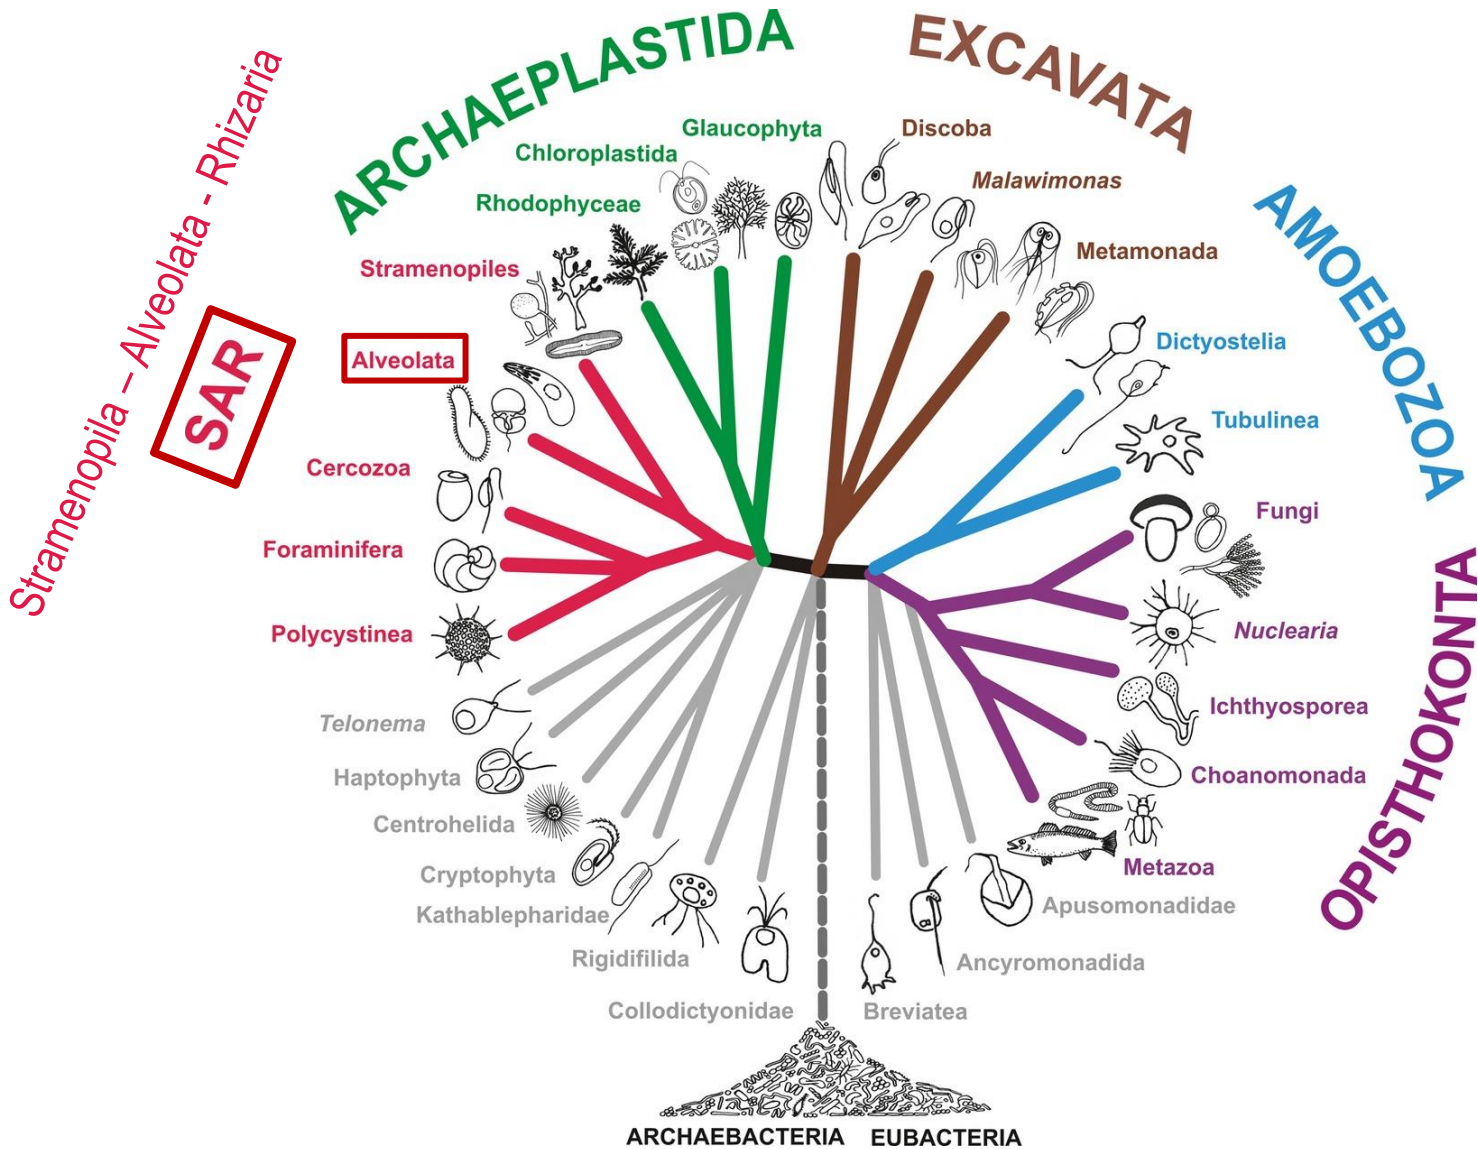 Stramenopila – Alveolata - Rhizaria
SAR
ARCHAEPLASTIDA
EXCAVATA
AMOEBOZOA
OPISTHOKONTA
Glaucophyta
Chloroplastida
Rhodophyceae
Stramenopiles
Alveolata
Cercozoa
Foraminifera
Polycystinea
Telonema
Haptophyta
Centrohelida
Cryptophyta
Kathablepharidae
Rigidifilida
Collodictyonidae
Discoba
Malawimonas
Metamonada
Dictyostelia
Tubulinea
Fungi
Nuclearia
Ichthyosporea
Choanomonada
Metazoa
Apusomonadidae
Ancyromonadida
Breviatea
ARCHAEBACTERIA EUBACTERIA